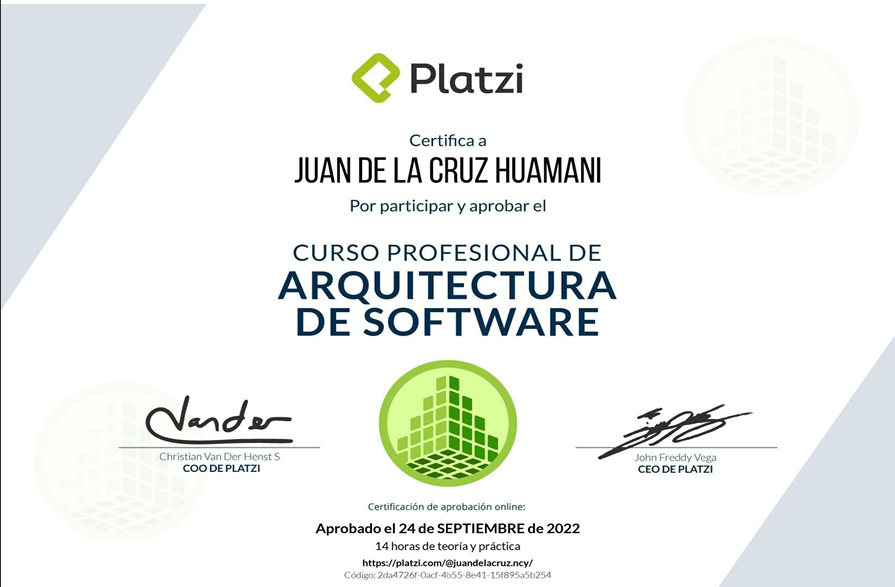 Platzi
Certifica a
JUAN DE LA CRUZ HUAMANI
Por participar y aprobar el
CURSO PROFESIONAL DE
ARQUITECTURA
DE SOFTWARE
Vander
Christian Van Der Henst S
COO DE PLATZI
John Freddy Vega
CEO DE PLATZI
Certificación de aprobación online:
Aprobado el 24 de SEPTIEMBRE de 2022
14 horas de teoría y práctica
https://platzi.com/@juandelacruz.ncy/
Código: 2da4726f-0acf-4b55-8e41-15f895a5b254